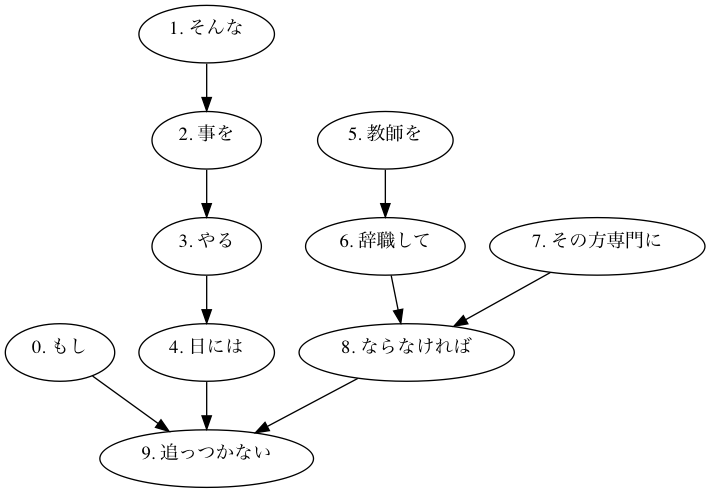 1. そんな
2. 事を
5. 教師を
3. やる
6. 辞職して
7. その方専門に
0. もし
4. 日には
8. ならなければ
9. 追っつかない